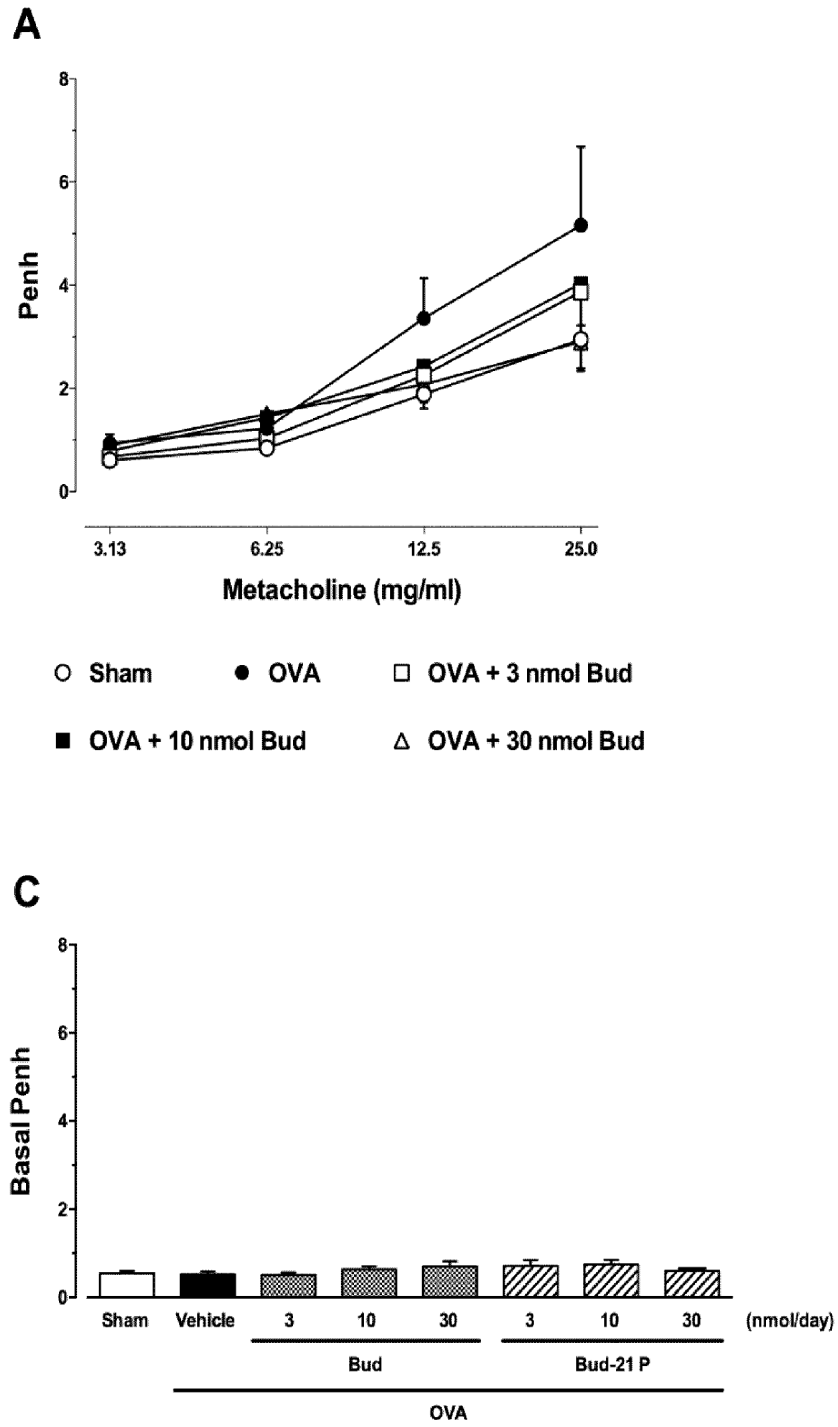 A
8
6
4
2
0
Penh
3.13 6.25 12.5 25.0
Metacholine (mg/ml)
Sham OVA OVA + 3 nmol Bud
OVA + 10 nmol Bud OVA + 30 nmol Bud
C
8
6
4
2
0
Basal Penh
Sham Vehicle 3 10 30 3 10 30 (nmol/day)
Bud Bud-21 P
OVA